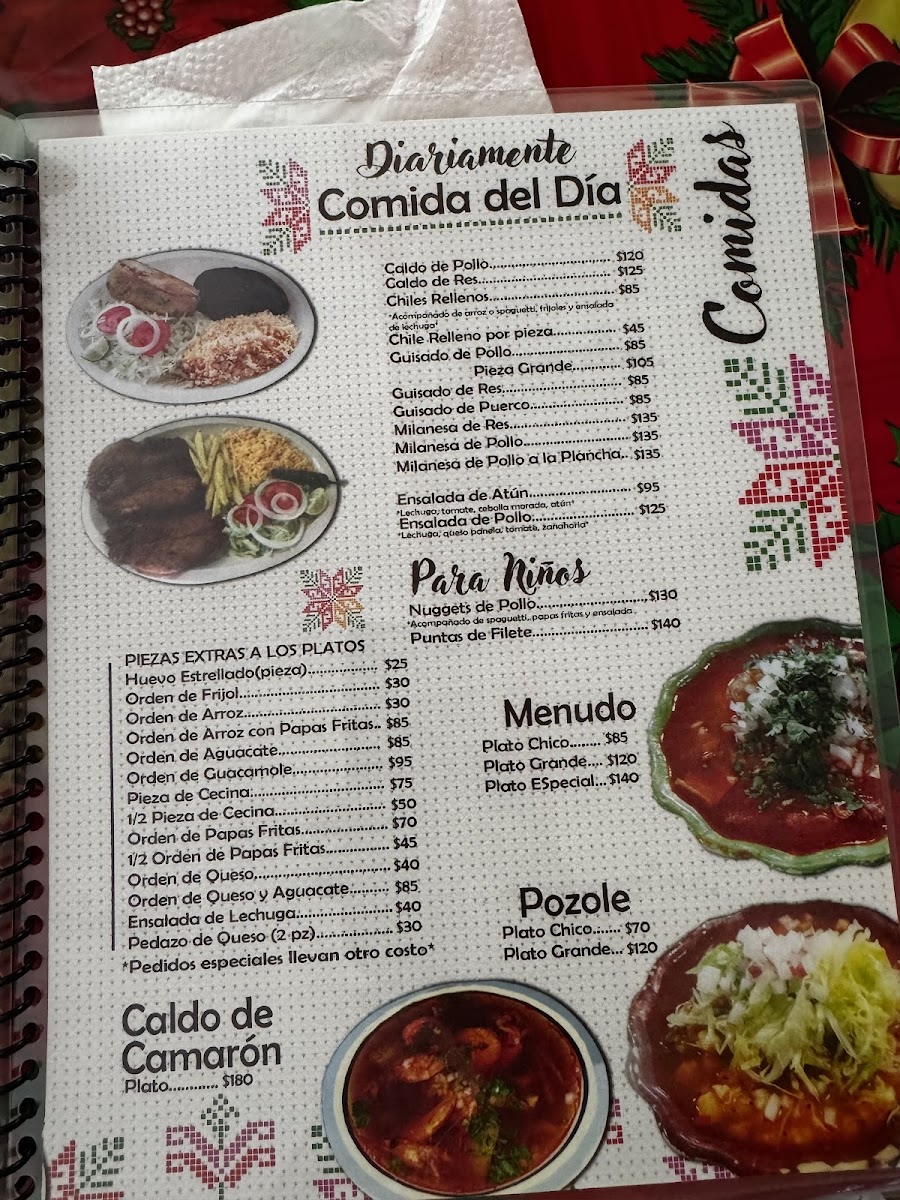 Diariamente
Comida del Día
Comidas
Caldo de Pollo.................................. $120
Caldo de Res.................................... $125
Chiles Rellenos.................................. $85
*Acompañado de arroz o spaguetti, frijoles y ensalada
de lechuga*
Chile Relleno por pieza................. $45
Guisado de Pollo............................. $85
Pieza Grande............ $105
Guisado de Res................................ $85
Guisado de Puerco......................... $85
Milanesa de Res............................... $135
Milanesa de Pollo............................ $135
Milanesa de Pollo a la Plancha.. $135
Ensalada de Atún............................ $95
*Lechuga, tomate, cebolla morada, atún*
Ensalada de Pollo............................ $125
*Lechuga, queso panela, tomate, zanahoria*
Para Niños
Nuggets de Pollo.............................$130
*Acompañado de spaguetti, papas fritas y ensalada
Puntas de Filete.............................. $140
PIEZAS EXTRAS A LOS PLATOS
Huevo Estrellado(pieza)................. $25
Orden de Frijol.................................. $30
Orden de Arroz................................. $30
Orden de Arroz con Papas Fritas.. $85
Orden de Aguacate......................... $85
Orden de Guacamole...................... $95
Pieza de Cecina................................ $75
1/2 Pieza de Cecina.......................... $50
Orden de Papas Fritas..................... $70
1/2 Orden de Papas Fritas............... $45
Orden de Queso................................ $40
Orden de Queso y Aguacate.......... $85
Ensalada de Lechuga....................... $40
Pedazo de Queso (2 pz).................. $30
*Pedidos especiales llevan otro costo*
Menudo
Plato Chico........ $85
Plato Grande.... $120
Plato ESpecial... $140
Pozole
Plato Chico....... $70
Plato Grande... $120
Caldo de
Camarón
Plato............ $180